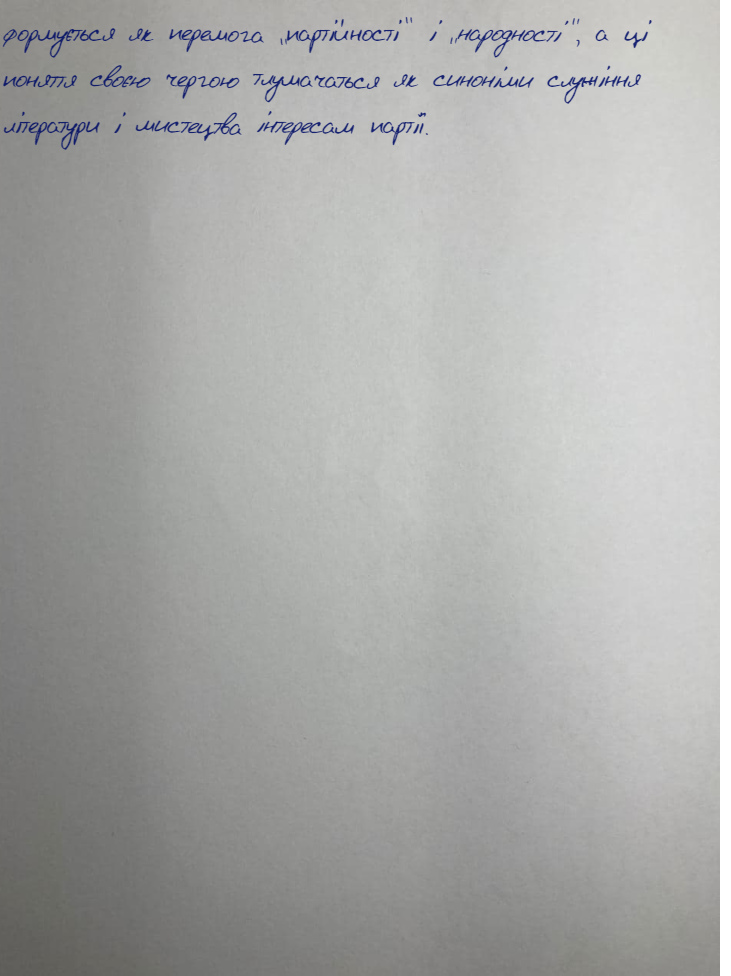 формується як перемога „партійності“ і „народності“, а ці
поняття своєю чергою тлумачаться як синоніми служіння
літератури і мистецтва інтересам партії.